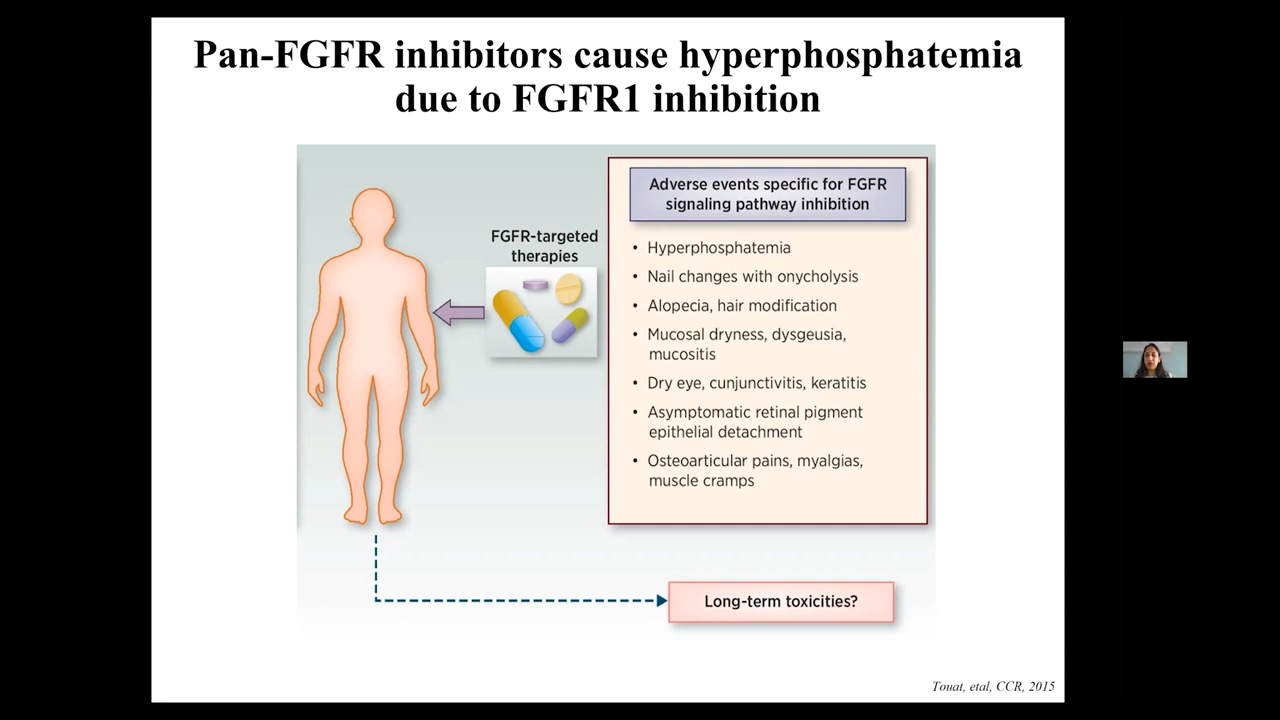 Pan-FGFR inhibitors cause hyperphosphatemia
due to FGFR1 inhibition
FGFR-targeted
therapies
Adverse events specific for FGFR
signaling pathway inhibition
• Hyperphosphatemia
• Nail changes with onycholysis
• Alopecia, hair modification
• Mucosal dryness, dysgeusia,
mucositis
• Dry eye, cunjunctivitis, keratitis
• Asymptomatic retinal pigment
epithelial detachment
• Osteoarticular pains, myalgias,
muscle cramps
Long-term toxicities?
Touat, etal, CCR, 2015